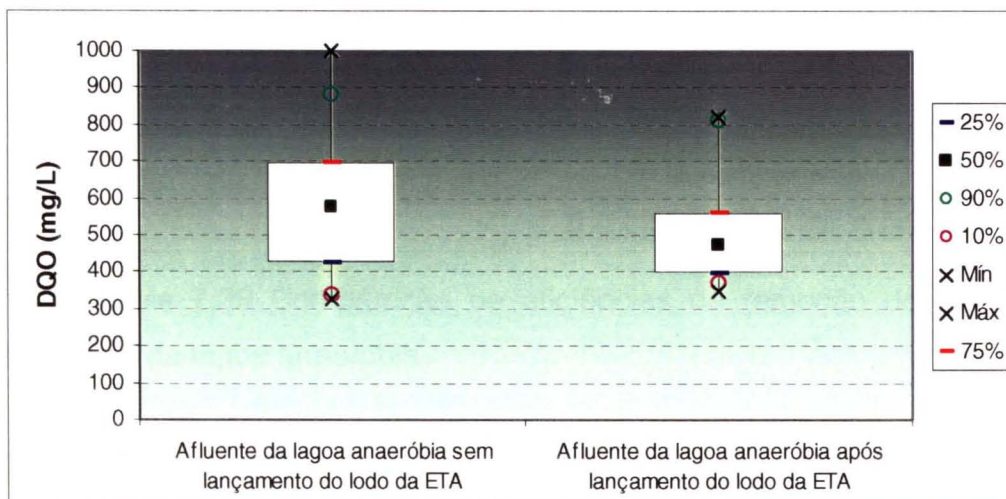 1000
900
800
700
600
500
400
300
200
100
0
DQO (mg/L)
Afluente da lagoa anaeróbia sem
lançamento do lodo da ETA
Afluente da lagoa anaeróbia após
lançamento do lodo da ETA
25%
50%
90%
10%
Mín
Máx
75%